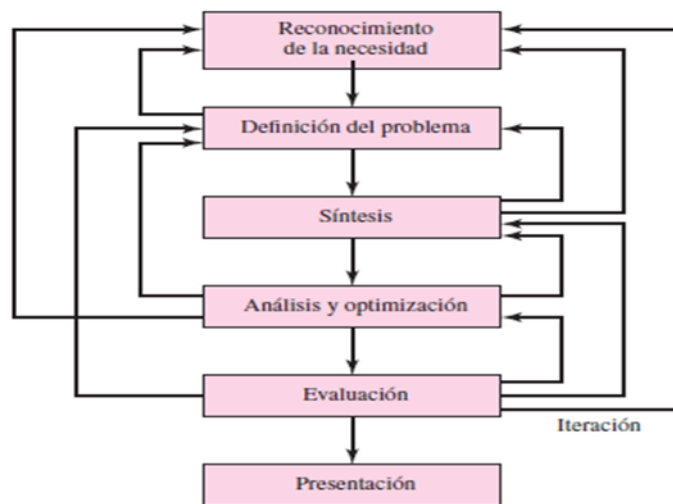 Reconocimiento
de la necesidad
Definición del problema
Síntesis
Análisis y optimización
Evaluación
Iteración
Presentación